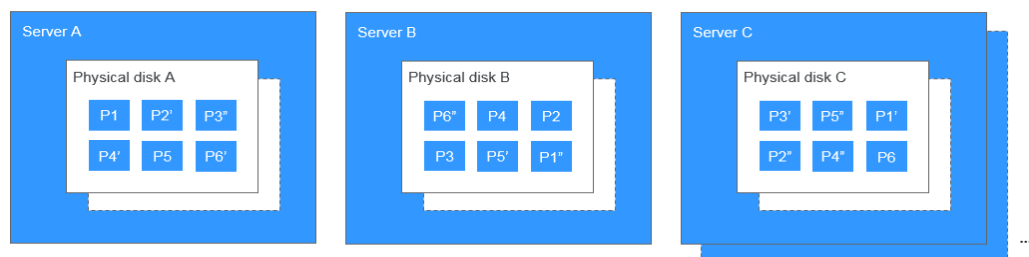 Server A
Physical disk A
P1 P2’ P3”
P4’ P5 P6’
Server B
Physical disk B
P6” P4 P2
P3 P5’ P1”
Server C
Physical disk C
P3’ P5” P1’
P2” P4” P6
...